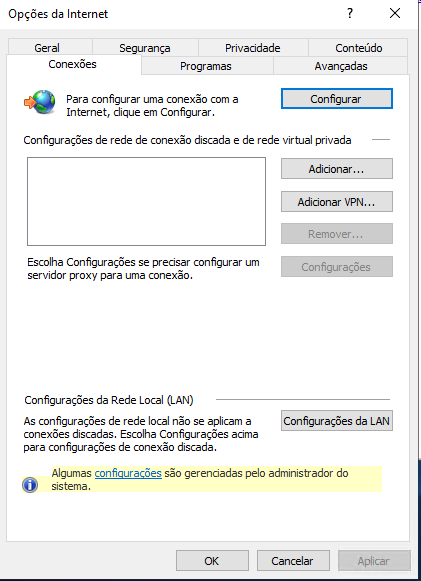 Opções da Internet
?
Geral Segurança Privacidade Conteúdo
Conexões Programas Avançadas
Para configurar uma conexão com a
Internet, clique em Configurar.
Configurar
Configurações de rede de conexão discada e de rede virtual privada
Adicionar...
Adicionar VPN...
Remover...
Escolha Configurações se precisar configurar um
servidor proxy para uma conexão.
Configurações
Configurações da Rede Local (LAN)
As configurações de rede local não se aplicam a
conexões discadas. Escolha Configurações acima
para configurações de conexão discada.
Configurações da LAN
Algumas configurações são gerenciadas pelo administrador do
sistema.
OK Cancelar Aplicar